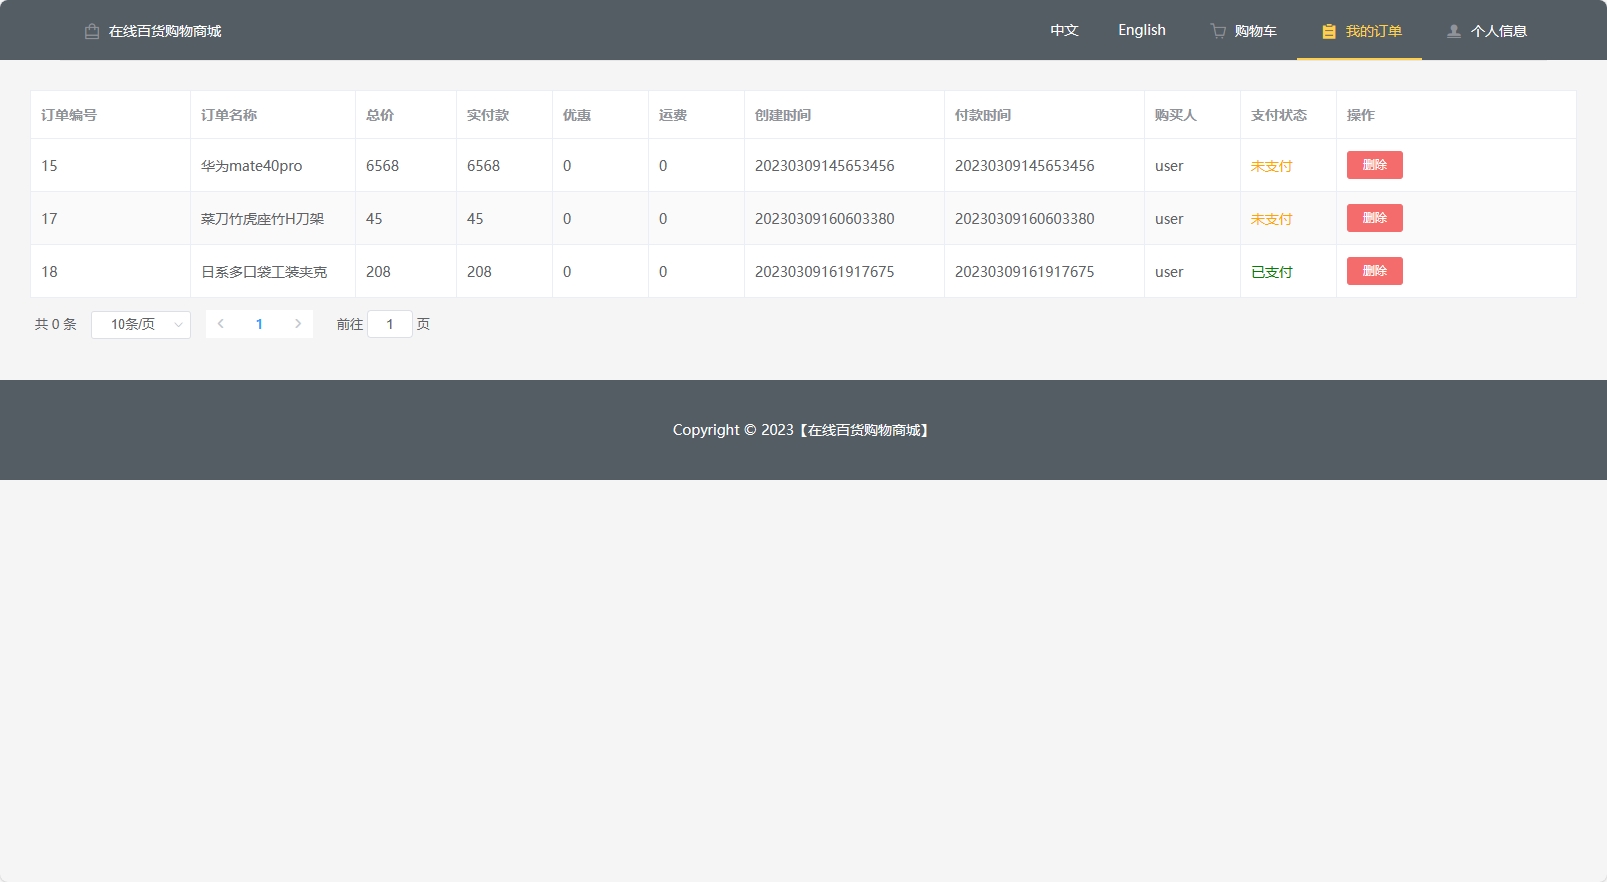 在线百货购物商城 中文 English 购物车 我的订单 个人信息
订单编号 订单名称 总价 实付款 优惠 运费 创建时间 付款时间 购买人 支付状态 操作
15 华为mate40pro 6568 6568 0 0 20230309145653456 20230309145653456 user 未支付 删除
17 菜刀竹虎座竹H刀架 45 45 0 0 20230309160603380 20230309160603380 user 未支付 删除
18 日系多口袋工装夹克 208 208 0 0 20230309161917675 20230309161917675 user 已支付 删除
共 0 条 10条/页 1 前往 1 页
Copyright © 2023【在线百货购物商城】